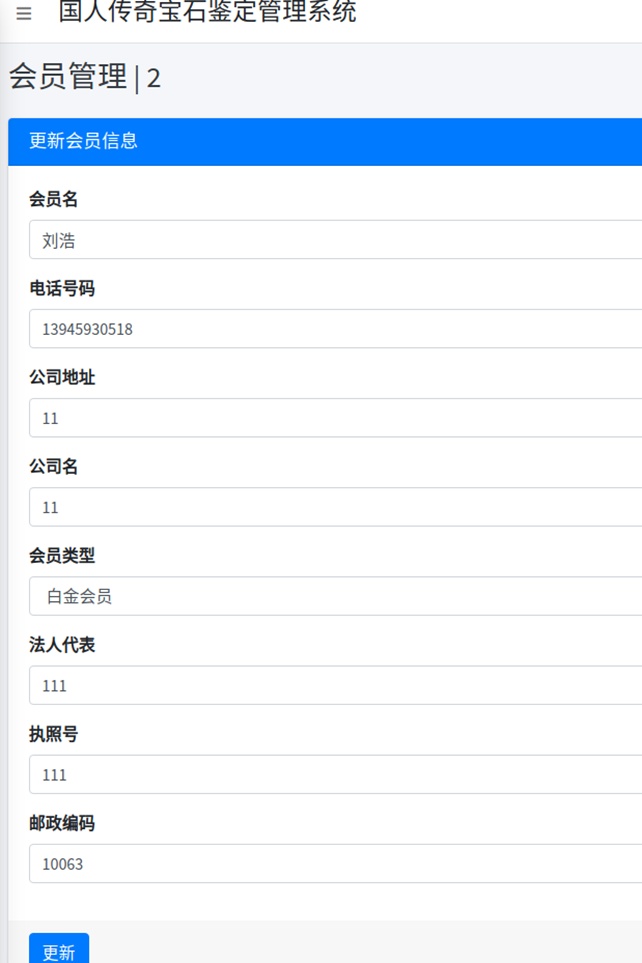 国人传奇宝石鉴定管理系统
会员管理 | 2
更新会员信息
会员名
刘浩
电话号码
13945930518
公司地址
11
公司名
11
会员类型
白金会员
法人代表
111
执照号
111
邮政编码
10063
更新